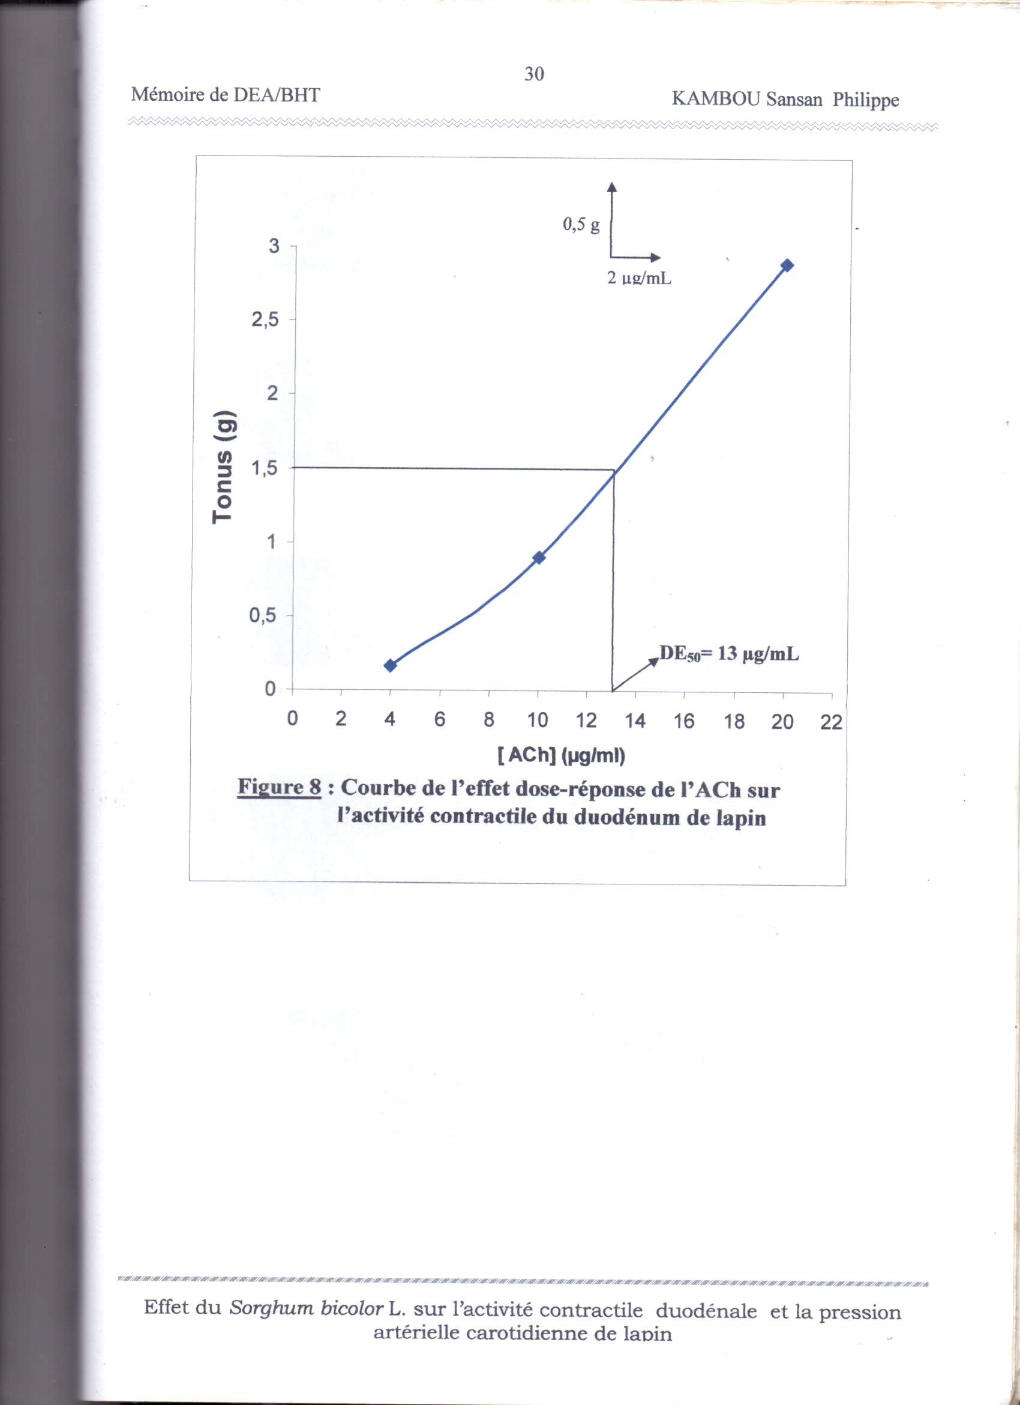 30
Mémoire de DEA/BHT
KAMBOU Sansan Philippe
0,5 g
2 µg/mL
3
2,5
2
1,5
1
0,5
0
Tonus (g)
DE50= 13 µg/mL
0 2 4 6 8 10 12 14 16 18 20 22
[ ACh] (µg/ml)
Figure 8 : Courbe de l'effet dose-réponse de l'ACh sur
l'activité contractile du duodénum de lapin
Effet du Sorghum bicolor L. sur l'activité contractile duodénale et la pression
artérielle carotidienne de lapin